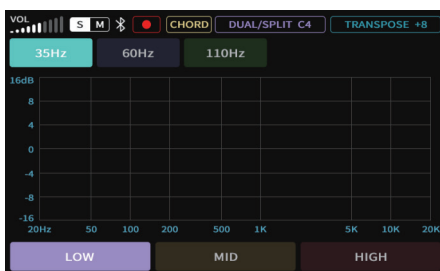 VOL S M CHORD DUAL/SPLIT C4 TRANSPOSE +8
35Hz 60Hz 110Hz
16dB
8
4
0
-4
-8
-16
20Hz 50 100 200 500 1K 5K 10K 20K
LOW MID HIGH